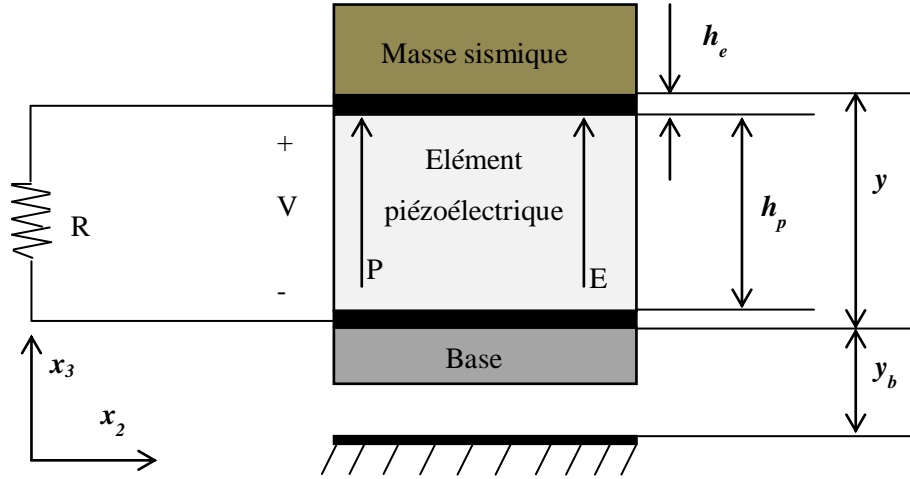 Masse sismique
h_e
+
Elément
piézoélectrique
V
R
h_p
y
P
E
-
Base
x_3
y_b
x_2